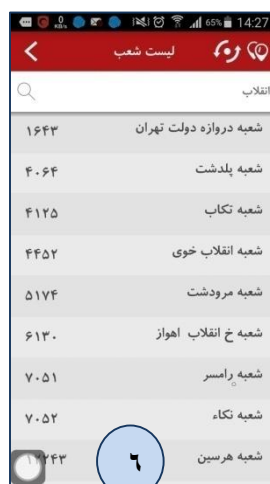 14:27 65%
لیست شعب
انقلاب
شعبه دروازه دولت تهران ۱۶۴۳
شعبه پلدشت ۴۰۶۴
شعبه تکاب ۴۱۲۵
شعبه انقلاب خوی ۴۴۵۲
شعبه مرودشت ۵۱۷۴
شعبه خ انقلاب اهواز ۶۱۳۰
شعبه رامسر ۷۰۵۱
شعبه نکاء ۷۰۵۲
شعبه هرسین
٦